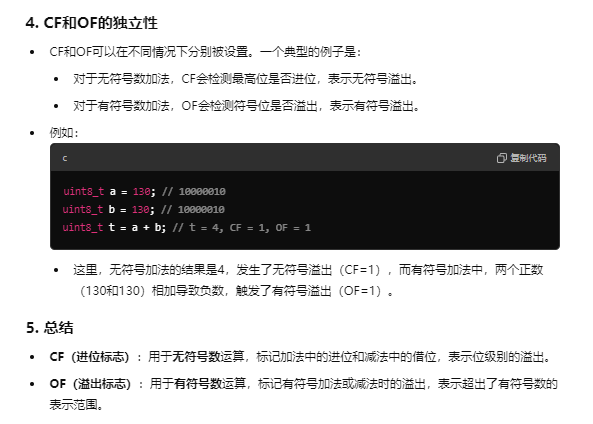 4. CF和OF的独立性
CF和OF可以在不同情况下分别被设置。一个典型的例子是：
对于无符号数加法，CF会检测最高位是否进位，表示无符号溢出。
对于有符号数加法，OF会检测符号位是否溢出，表示有符号溢出。
例如：
c 复制代码
uint8_t a = 130; // 10000010
uint8_t b = 130; // 10000010
uint8_t t = a + b; // t = 4, CF = 1, OF = 1
这里，无符号加法的结果是4，发生了无符号溢出（CF=1），而有符号加法中，两个正数
（130和130）相加导致负数，触发了有符号溢出（OF=1）。
5. 总结
CF（进位标志）：用于无符号数运算，标记加法中的进位和减法中的借位，表示位级别的溢出。
OF（溢出标志）：用于有符号数运算，标记有符号加法或减法时的溢出，表示超出了有符号数的
表示范围。